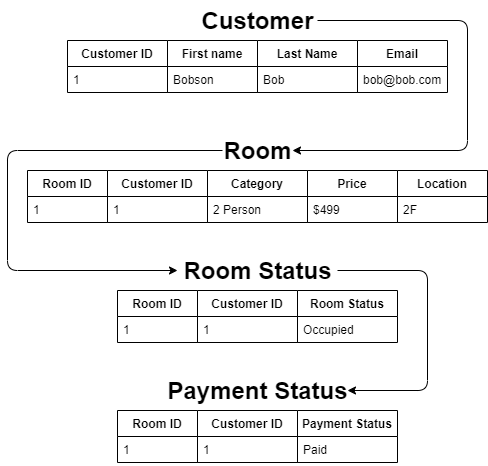 Customer
Customer ID First name Last Name Email
1 Bobson Bob bob@bob.com
Room
Room ID Customer ID Category Price Location
1 1 2 Person $499 2F
Room Status
Room ID Customer ID Room Status
1 1 Occupied
Payment Status
Room ID Customer ID Payment Status
1 1 Paid